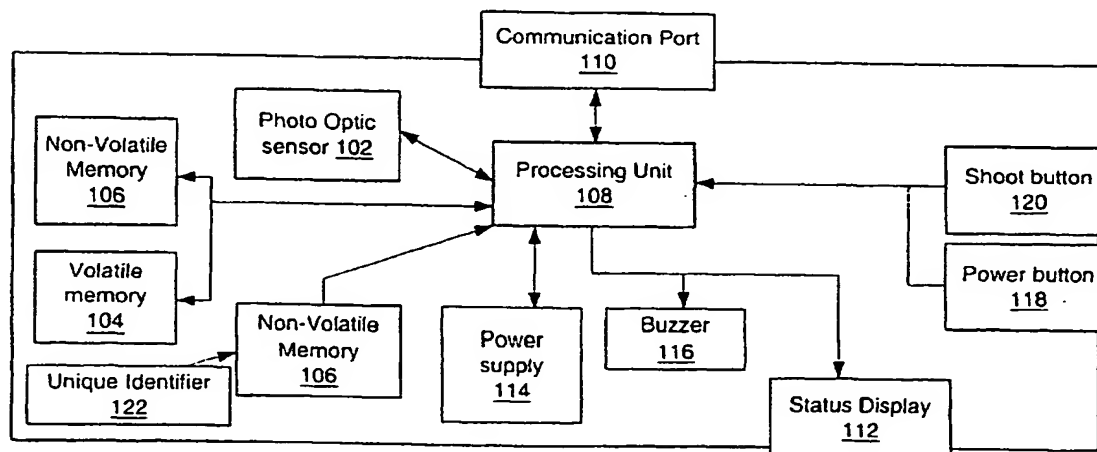 Communication Port
110
Photo Optic
sensor 102
Non-Volatile
Memory
106
Processing Unit
108
Shoot button
120
Volatile
memory
104
Power button
118
Non-Volatile
Memory
106
Power
supply
114
Buzzer
116
Unique Identifier
122
Status Display
112